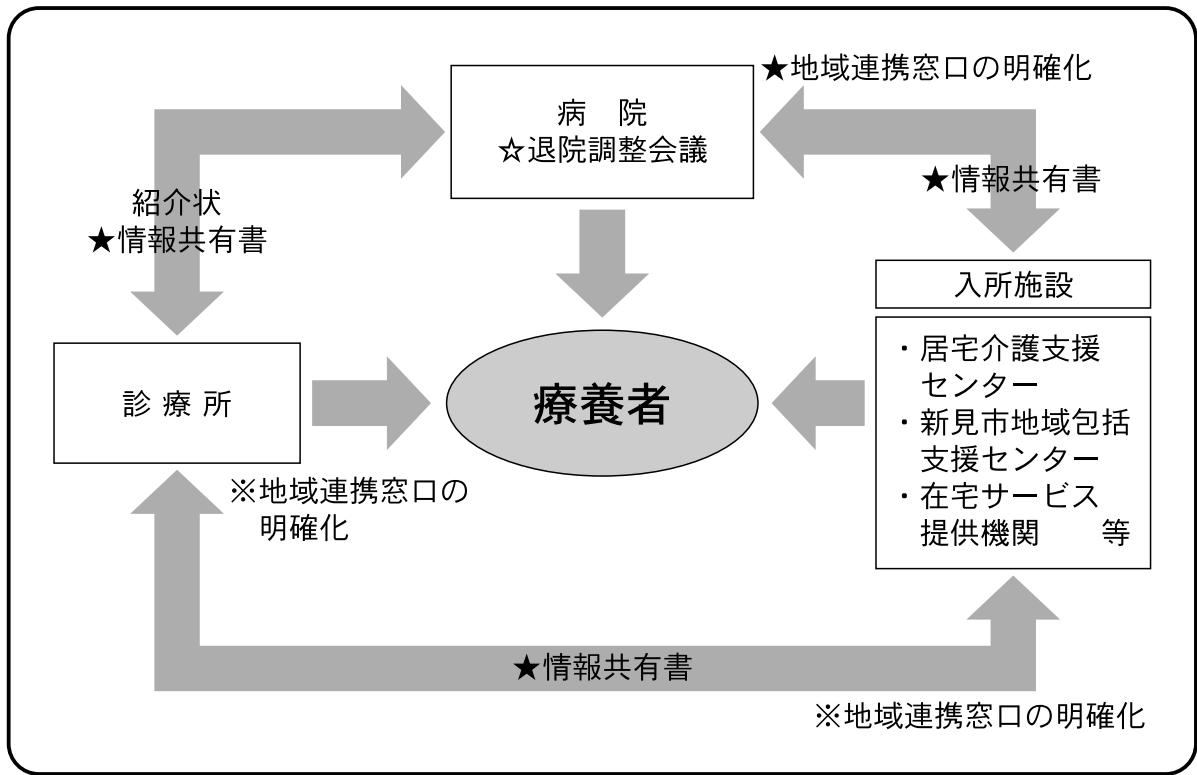 ★地域連携窓口の明確化
病　院
☆退院調整会議
★情報共有書
紹介状
★情報共有書
入所施設
・居宅介護支援
センター
・新見市地域包括
支援センター
・在宅サービス
提供機関　　等
診 療 所
療養者
※地域連携窓口の
明確化
★情報共有書
※地域連携窓口の明確化